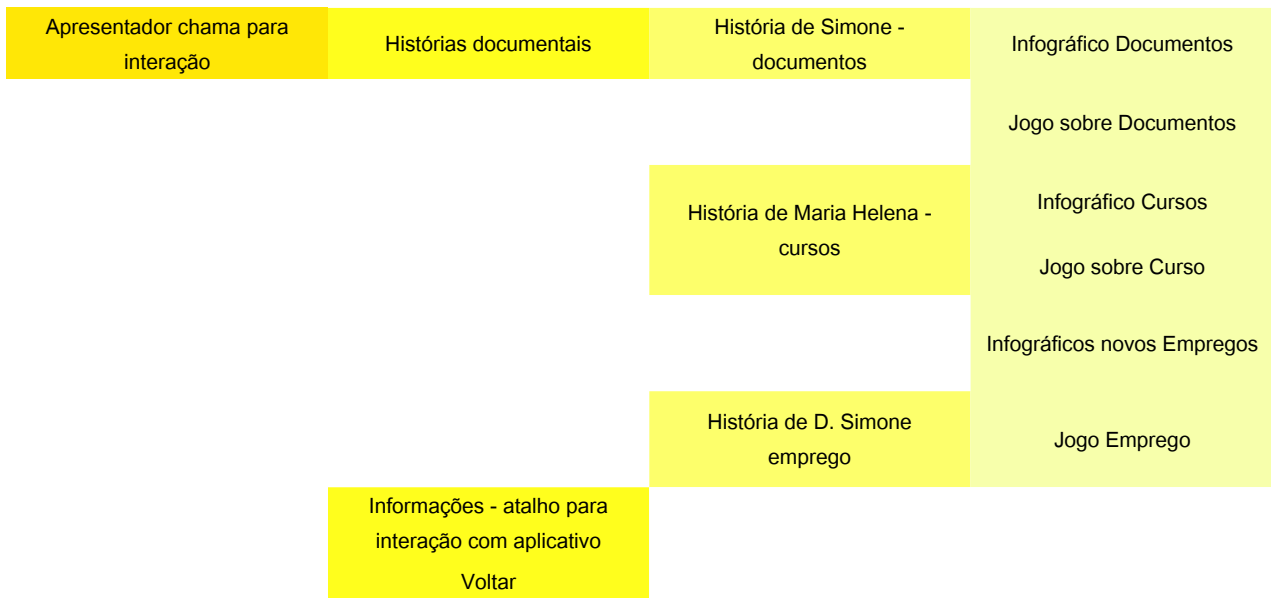 Apresentador chama para
interação
Histórias documentais
História de Simone -
documentos
Infográfico Documentos
Jogo sobre Documentos
História de Maria Helena -
cursos
Infográfico Cursos
Jogo sobre Curso
Infográficos novos Empregos
História de D. Simone
emprego
Jogo Emprego
Informações - atalho para
interação com aplicativo
Voltar